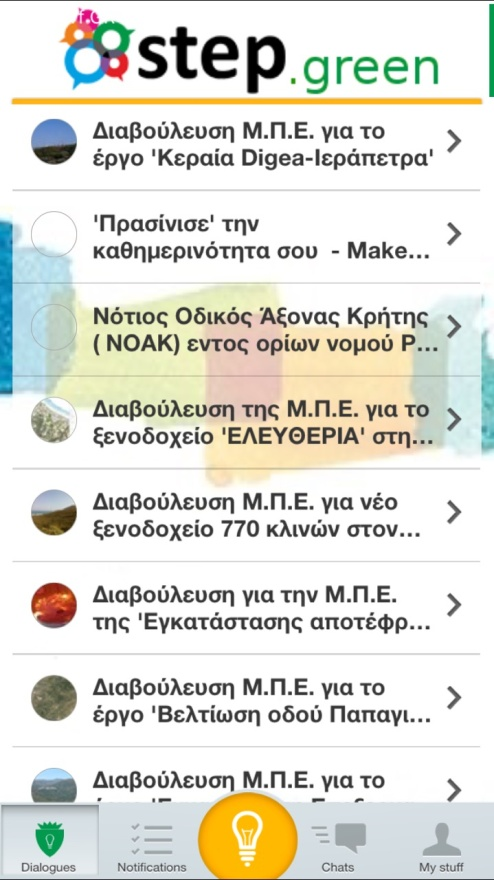 step.green
Διαβούλευση Μ.Π.Ε. για το
έργο 'Κεραία Digea-Ιεράπετρα'
'Πρασίνισε' την
καθημερινότητα σου - Make...
Νότιος Οδικός Άξονας Κρήτης
( ΝΟΑΚ) εντος ορίων νομού Ρ...
Διαβούλευση της Μ.Π.Ε. για το
ξενοδοχείο 'ΕΛΕΥΘΕΡΙΑ' στη...
Διαβούλευση Μ.Π.Ε. για νέο
ξενοδοχείο 770 κλινών στον...
Διαβούλευση για την Μ.Π.Ε.
της 'Εγκατάστασης αποτέφρ...
Διαβούλευση Μ.Π.Ε. για το
έργο 'Βελτίωση οδού Παπαγι...
Διαβούλευση Μ.Π.Ε. για το
Dialogues
Notifications
Chats
My stuff